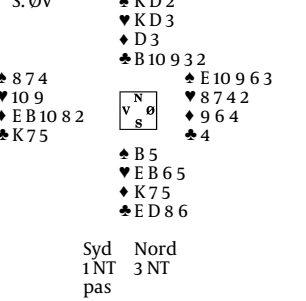 S. ØV ♠ K D 2
♥ K D 3
♦ D 3
♣ B 10 9 3 2
♠ 8 7 4 ♠ E 10 9 6 3
♥ 10 9 ♥ 8 7 4 2
♦ E B 10 8 2 ♦ 9 6 4
♣ K 7 5 ♣ 4
N
V Ø
S
♠ B 5
♥ E B 6 5
♦ K 7 5
♣ E D 8 6
Syd Nord
1 NT 3 NT
pas